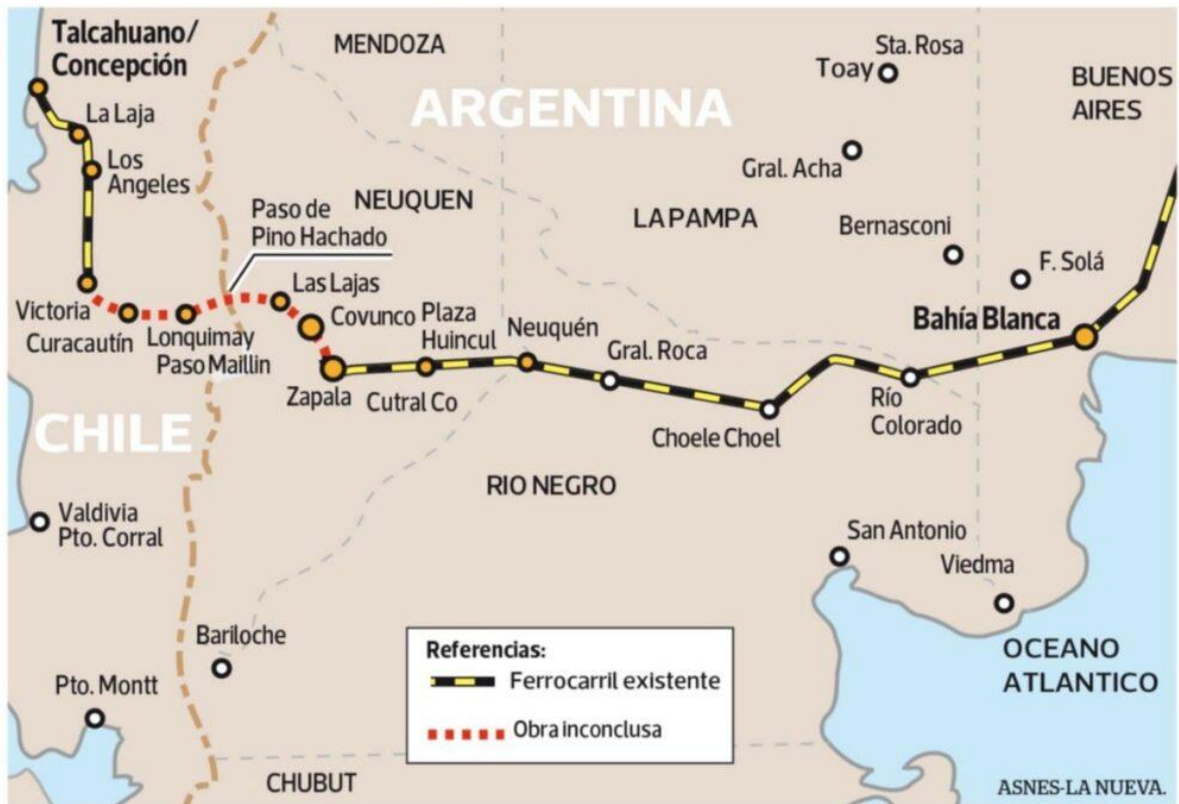 Talcahuano/
Concepción
MENDOZA
Sta. Rosa
Toay
BUENOS
AIRES
ARGENTINA
La Laja
Los
Angeles
Gral. Acha
NEUQUEN
Paso de
Pino Hachado
LA PAMPA
Bernasconi
F. Solá
Las Lajas
Victoria
Curacautín
Lonquimay
Paso Maillin
Covunco
Plaza
Huincul
Neuquén
Bahía Blanca
Gral. Roca
Zapala
Cutral Co
Río
Colorado
Choele Choel
CHILE
RIO NEGRO
Valdivia
Pto. Corral
San Antonio
Viedma
Bariloche
Referencias:
Ferrocarril existente
Obra inconclusa
OCEANO
ATLANTICO
Pto. Montt
CHUBUT
ASNES-LA NUEVA.